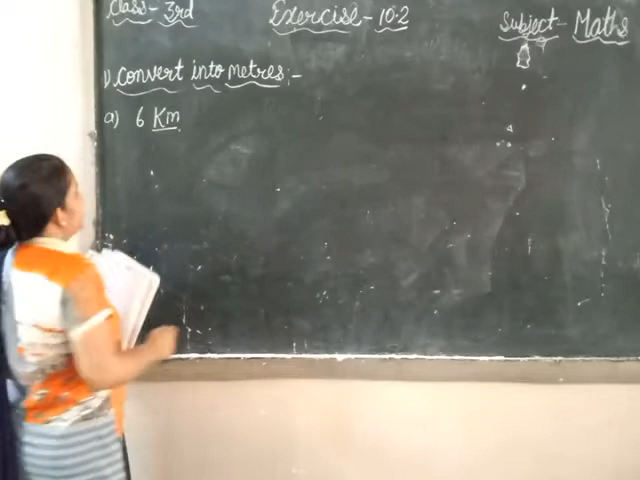 Class- 3rd Exercise-10.2 Subject- Maths
1) Convert into metres:-
a) 6 Km